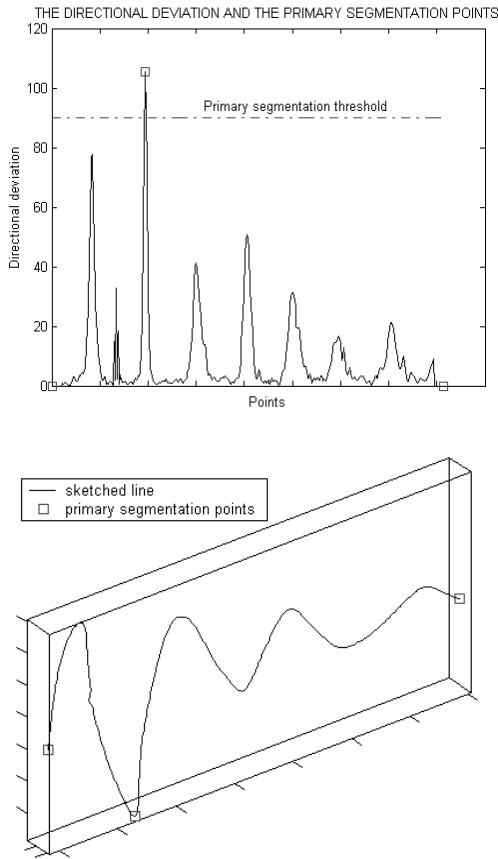 THE DIRECTIONAL DEVIATION AND THE PRIMARY SEGMENTATION POINTS
120
100
80
60
40
20
0
Directional deviation
Primary segmentation threshold
Points
sketched line
primary segmentation points